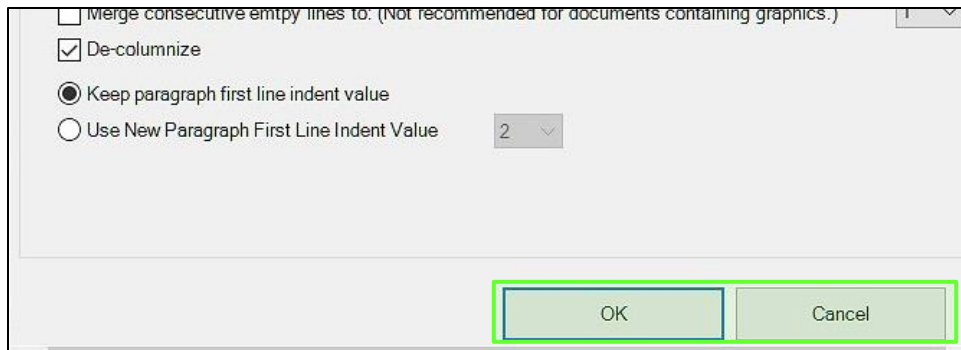 Merge consecutive emtpy lines to: (Not recommended for documents containing graphics.)
De-columnize
Keep paragraph first line indent value
Use New Paragraph First Line Indent Value 2
OK Cancel